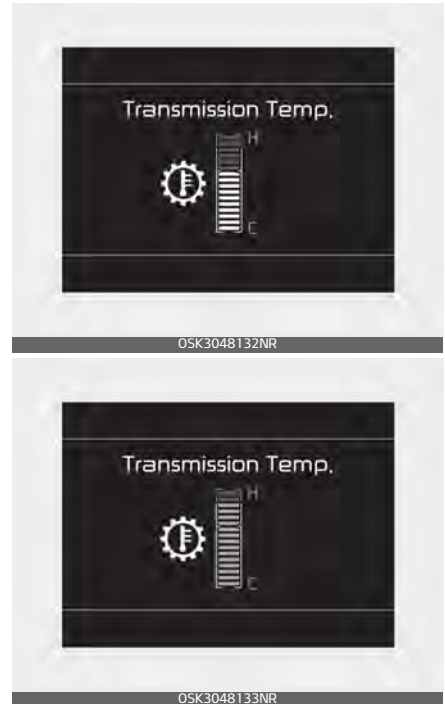 Transmission Temp.
H
C
OSK3048132NR
Transmission Temp.
H
C
OSK3048133NR